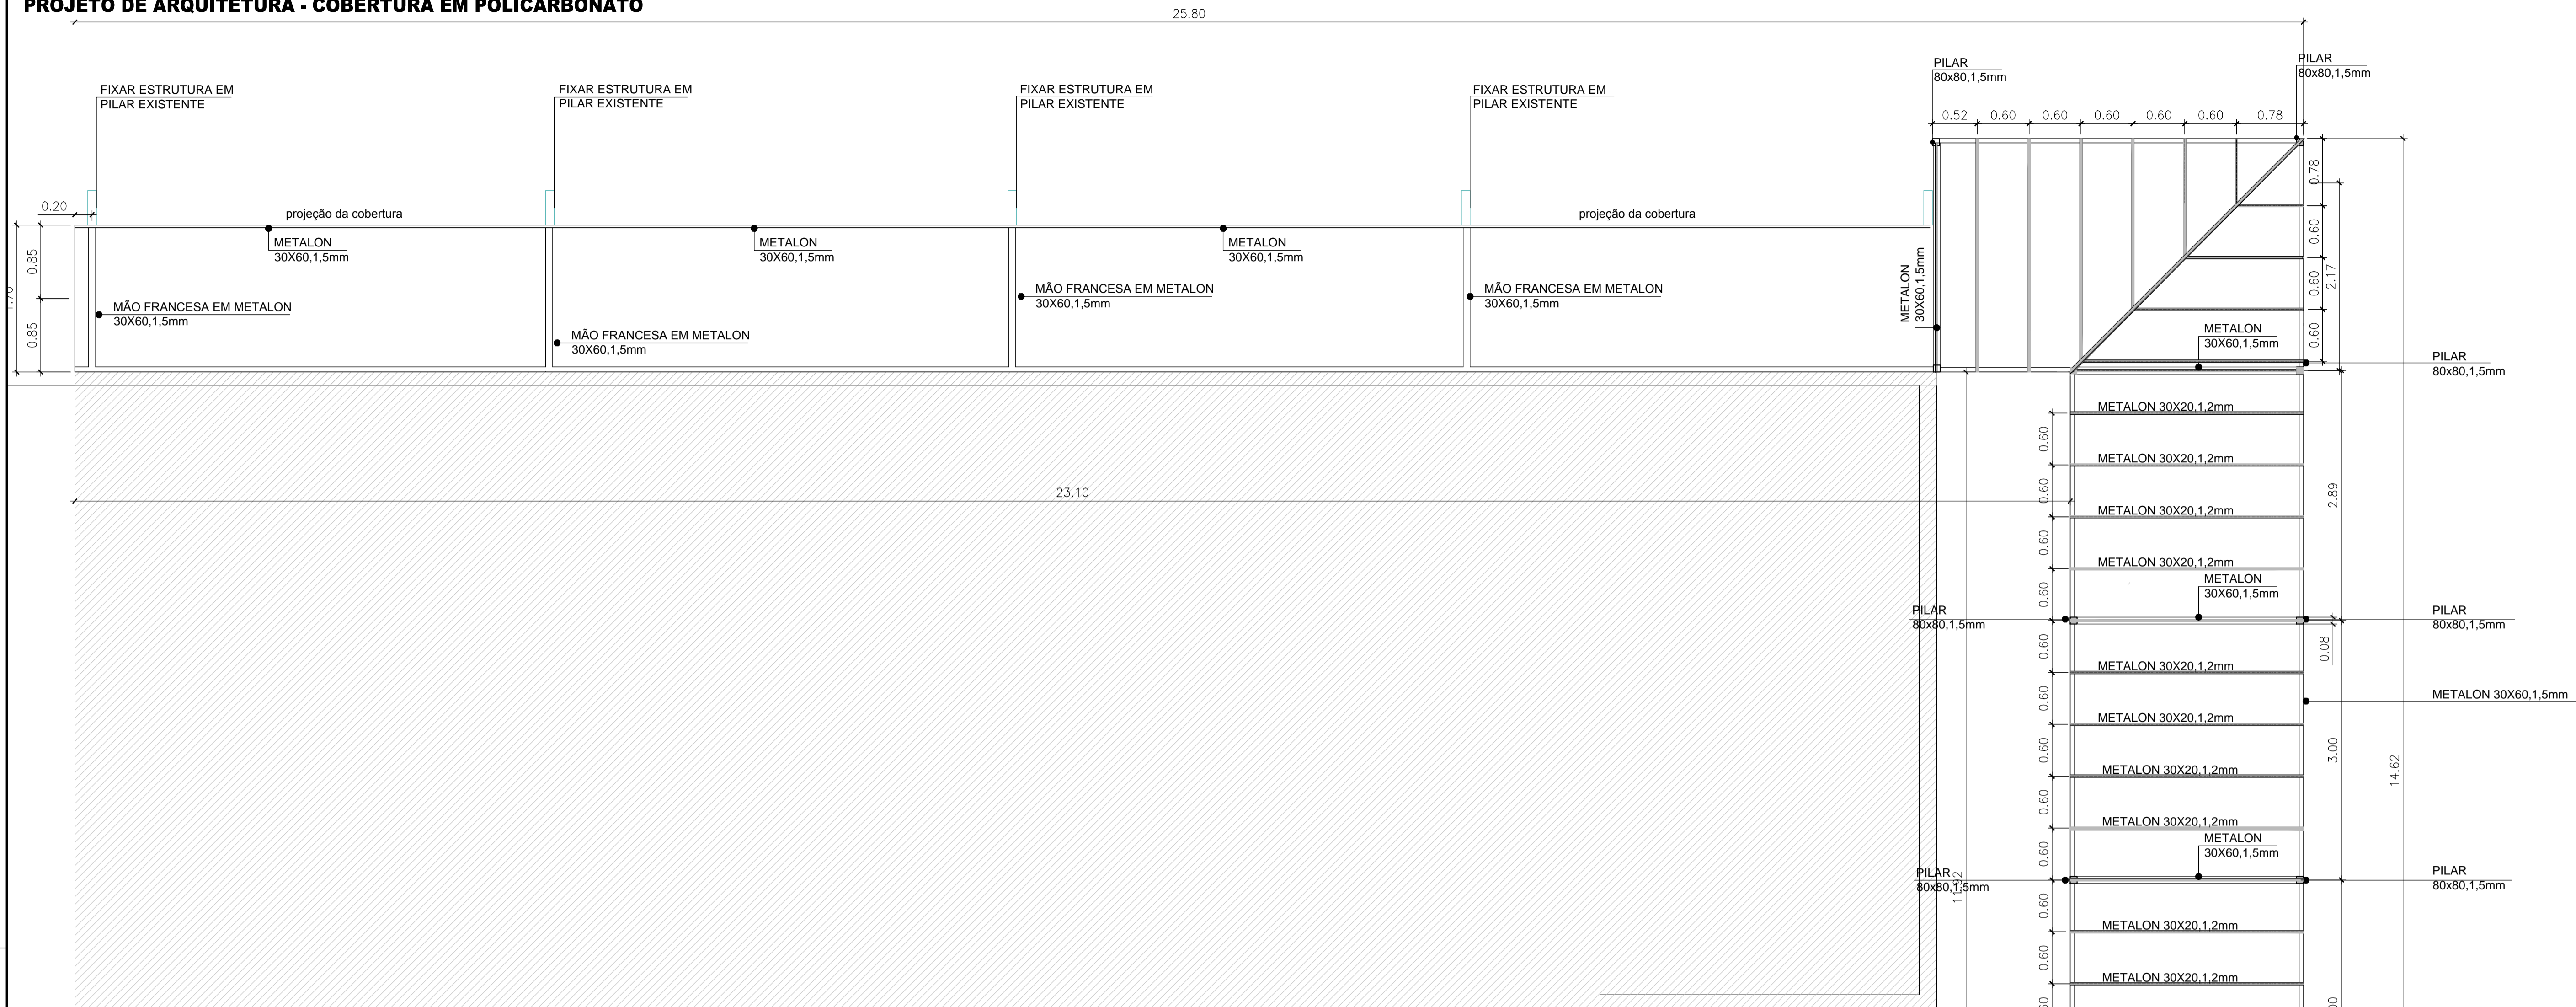 PROJETO DE ARQUITETURA - COBERTURA EM POLICARBONATO
25.80
PILAR
80x80,1,5mm
PILAR
80x80,1,5mm
FIXAR ESTRUTURA EM
PILAR EXISTENTE
FIXAR ESTRUTURA EM
PILAR EXISTENTE
FIXAR ESTRUTURA EM
PILAR EXISTENTE
FIXAR ESTRUTURA EM
PILAR EXISTENTE
0.52
0.60
0.60
0.60
0.60
0.60
0.78
0.20
projeção da cobertura
projeção da cobertura
0.78
0.60
0.60
0.60
2.17
METALON
30X60,1,5mm
METALON
30X60,1,5mm
METALON
30X60,1,5mm
METALON
30X60,1,5mm
0.85
0.85
MÃO FRANCESA EM METALON
30X60,1,5mm
MÃO FRANCESA EM METALON
30X60,1,5mm
MÃO FRANCESA EM METALON
30X60,1,5mm
MÃO FRANCESA EM METALON
30X60,1,5mm
METALON
30X60,1,5mm
PILAR
80x80,1,5mm
METALON 30X20,1,2mm
0.60
METALON 30X20,1,2mm
23.10
0.60
2.89
METALON 30X20,1,2mm
0.60
METALON 30X20,1,2mm
METALON
30X60,1,5mm
0.60
PILAR
80x80,1,5mm
PILAR
80x80,1,5mm
0.08
0.60
METALON 30X20,1,2mm
0.60
METALON 30X60,1,5mm
METALON 30X20,1,2mm
0.60
3.00
14.62
METALON 30X20,1,2mm
0.60
METALON 30X20,1,2mm
METALON
30X60,1,5mm
0.60
PILAR
80x80,1,5mm
PILAR
80x80,1,5mm
0.60
METALON 30X20,1,2mm
0.60
METALON 30X20,1,2mm